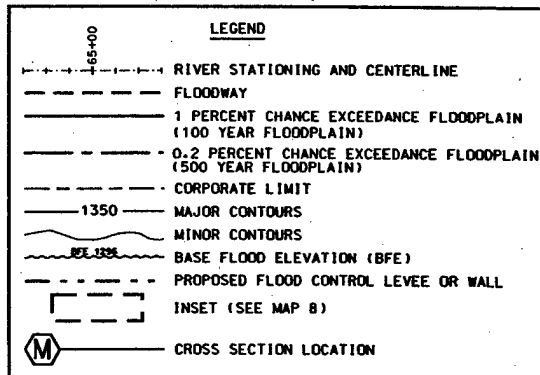 LEGEND
65+00
RIVER STATIONING AND CENTERLINE
FLOODWAY
1 PERCENT CHANCE EXCEEDANCE FLOODPLAIN
(100 YEAR FLOODPLAIN)
0.2 PERCENT CHANCE EXCEEDANCE FLOODPLAIN
(500 YEAR FLOODPLAIN)
CORPORATE LIMIT
1350 MAJOR CONTOURS
MINOR CONTOURS
BFE 1296 BASE FLOOD ELEVATION (BFE)
PROPOSED FLOOD CONTROL LEVEE OR WALL
INSET (SEE MAP 8)
M CROSS SECTION LOCATION